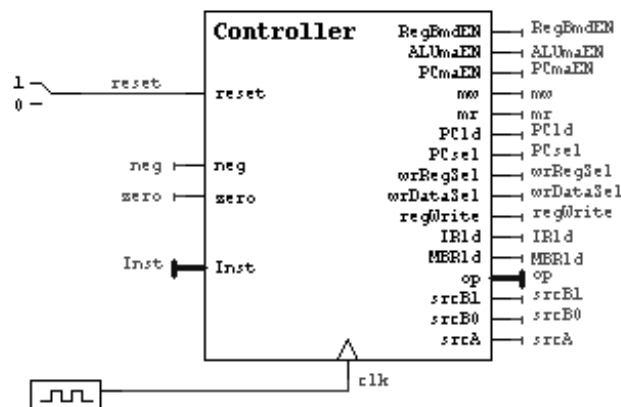 Controller
RegBmdEN RegBmdEN
ALUmaEN ALUmaEN
PCmaEN PCmaEN
1 reset reset
0
mw mw
mr mr
PCld PCld
PCsel PCsel
neg neg
wrRegSel wrRegSel
zero zero
wrDataSel wrDataSel
regWrite regWrite
IRld IRld
Inst Inst
MBRld MBRld
op op
srcB1 srcB1
srcB0 srcB0
srcA srcA
clk